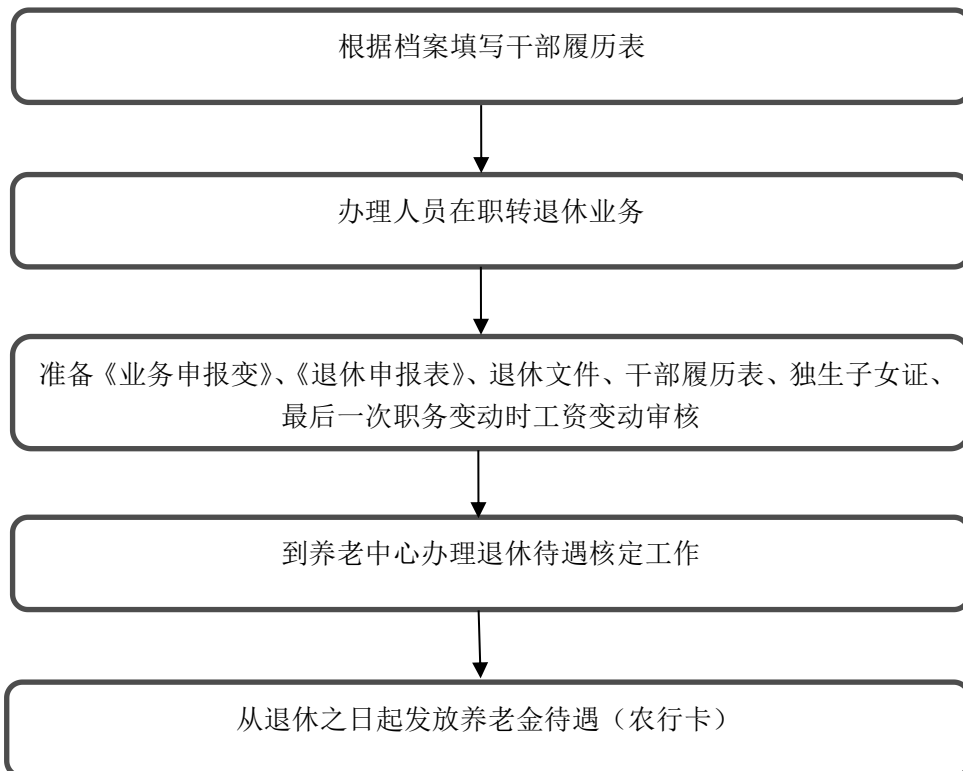 根据档案填写干部履历表
办理人员在职转退休业务
准备《业务申报变》、《退休申报表》、退休文件、干部履历表、独生子女证、
最后一次职务变动时工资变动审核
到养老中心办理退休待遇核定工作
从退休之日起发放养老金待遇（农行卡）